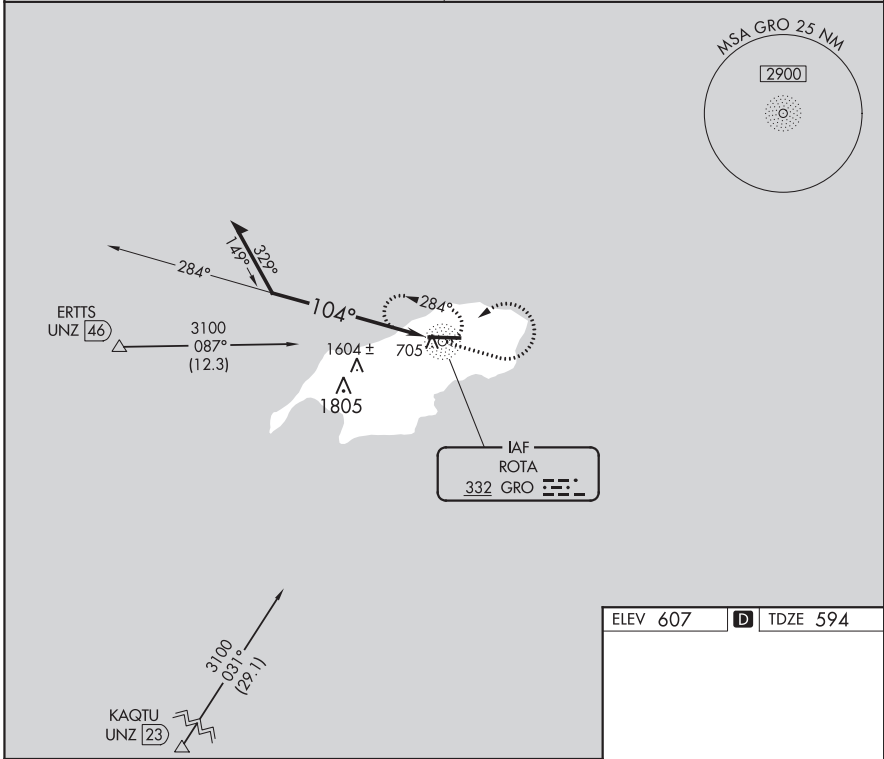 MSA GRO 25 NM
2900
149°
329°
284°
104°
284°
ERTTS
UNZ 46
3100
087°
(12.3)
1604 ±
705
1805
IAF
ROTA
332 GRO
3100
031°
(29.1)
KAQTU
UNZ 23
ELEV 607 D TDZE 594